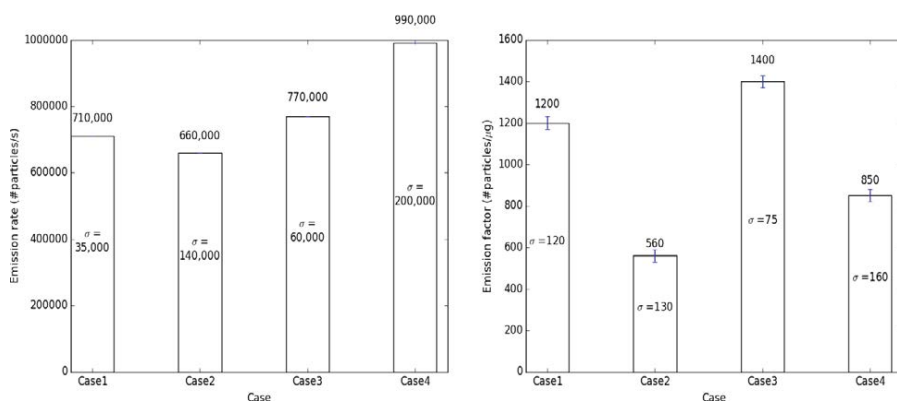 990,000
1000000
800000
600000
400000
200000
0
Emission rate (#particles/s)
710,000
660,000
770,000
σ =
35,000
σ =
140,000
σ =
60,000
σ =
200,000
Case1
Case2
Case3
Case4
Case
1600
1400
1200
1000
800
600
400
200
0
Emission factor (#particles/μg)
1200
560
1400
850
σ =120
σ =130
σ =75
σ =160
Case1
Case2
Case3
Case4
Case